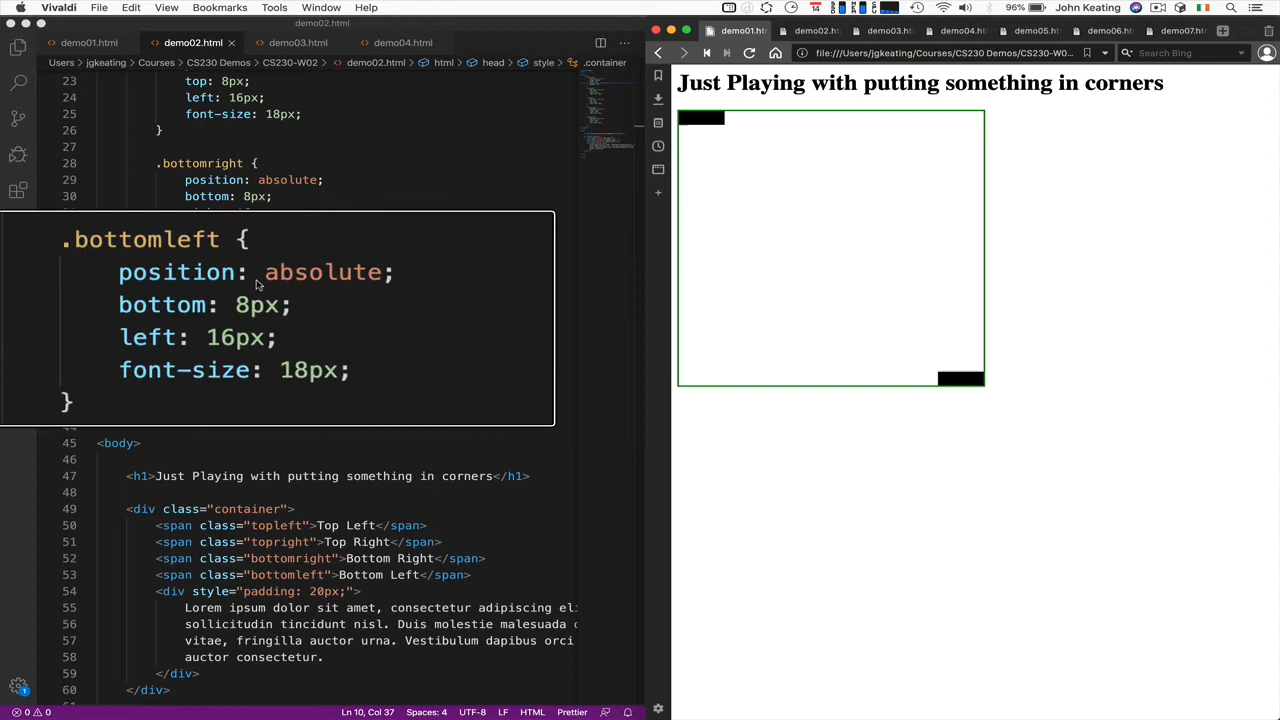 Vivaldi File Edit View Bookmarks Tools Window Help
14
96%
John Keating
demo02.html
demo01.html demo02.html demo03.html demo04.html
Users > jgkeating > Courses > CS230 Demos > CS230-W02 > demo02.html > html > head > style > .container
23 top: 8px;
24 left: 16px;
25 font-size: 18px;
26 }
27
28 .bottomright {
29 position: absolute;
30 bottom: 8px;
.bottomleft {
position: absolute;
bottom: 8px;
left: 16px;
font-size: 18px;
}
45 <body>
46
47 <h1>Just Playing with putting something in corners</h1>
48
49 <div class="container">
50 <span class="topleft">Top Left</span>
51 <span class="topright">Top Right</span>
52 <span class="bottomright">Bottom Right</span>
53 <span class="bottomleft">Bottom Left</span>
54 <div style="padding: 20px;">
55 Lorem ipsum dolor sit amet, consectetur adipiscing eli
56 sollicitudin tincidunt nisl. Duis molestie malesuada
57 vitae, fringilla auctor urna. Vestibulum dapibus orci
58 auctor consectetur.
59 </div>
60 </div>
0 0
Ln 10, Col 37 Spaces: 4 UTF-8 LF HTML Prettier
1
demo01.html demo02.h demo03.h demo04.h demo05.h demo06.h demo07.h
file:///Users/jgkeating/Courses/CS230 Demos/CS230-W0...
Search Bing
Just Playing with putting something in corners